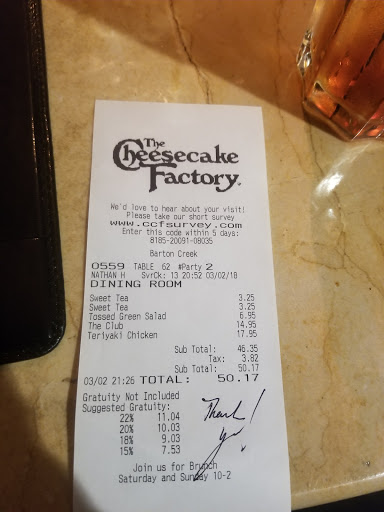 The
Cheesecake
Factory®
We'd love to hear about your visit!
Please take our short survey
www.ccfsurvey.com
Enter this code within 5 days:
8185-20091-08035
Barton Creek
0559 TABLE 62 #Party 2
NATHAN H SvrCk: 13 20:52 03/02/18
DINING ROOM
Sweet Tea 3.25
Sweet Tea 3.25
Tossed Green Salad 6.95
The Club 14.95
Teriyaki Chicken 17.95
Sub Total: 46.35
Tax: 3.82
Sub Total: 50.17
03/02 21:26 TOTAL: 50.17
Gratuity Not Included
Suggested Gratuity:
22% 11.04
20% 10.03
18% 9.03
15% 7.53
Thank
you!
Join us for Brunch
Saturday and Sunday 10-2